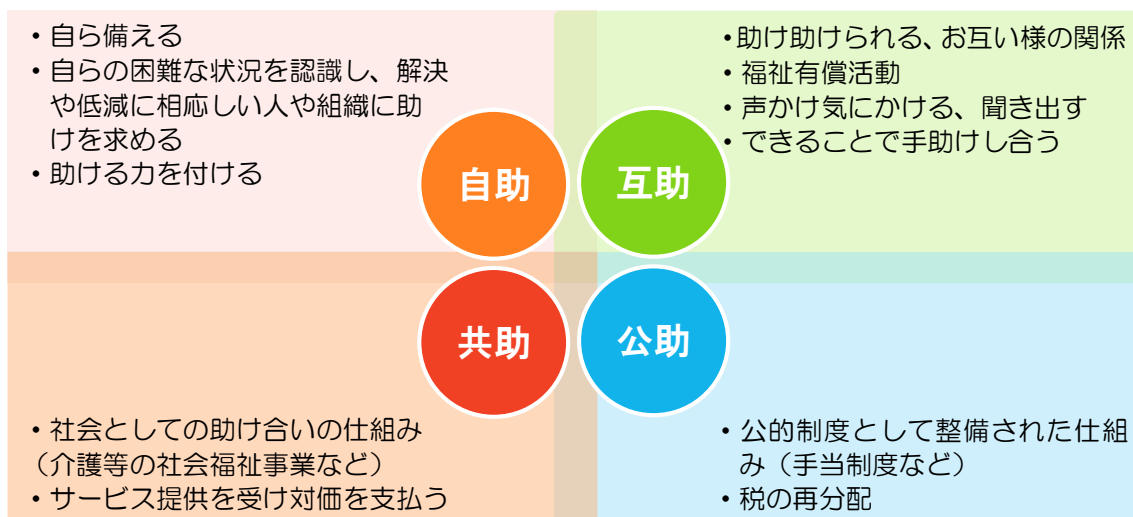 ・自ら備える
・自らの困難な状況を認識し、解決
や低減に相応しい人や組織に助
けを求める
・助ける力を付ける
・助け助けられる、お互い様の関係
・福祉有償活動
・声かけ気にかける、聞き出す
・できることで手助けし合う
自助
互助
共助
公助
・社会としての助け合いの仕組み
（介護等の社会福祉事業など）
・サービス提供を受け対価を支払う
・公的制度として整備された仕組
み（手当制度など）
・税の再分配